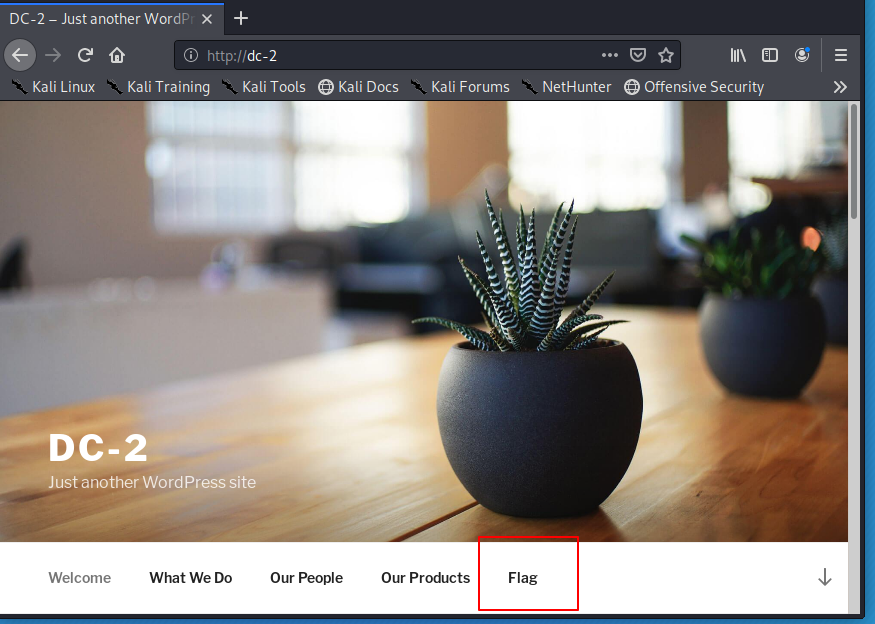 DC-2 – Just another WordPr
http://dc-2
Kali Linux Kali Training Kali Tools Kali Docs Kali Forums NetHunter Offensive Security
DC-2
Just another WordPress site
Welcome What We Do Our People Our Products Flag